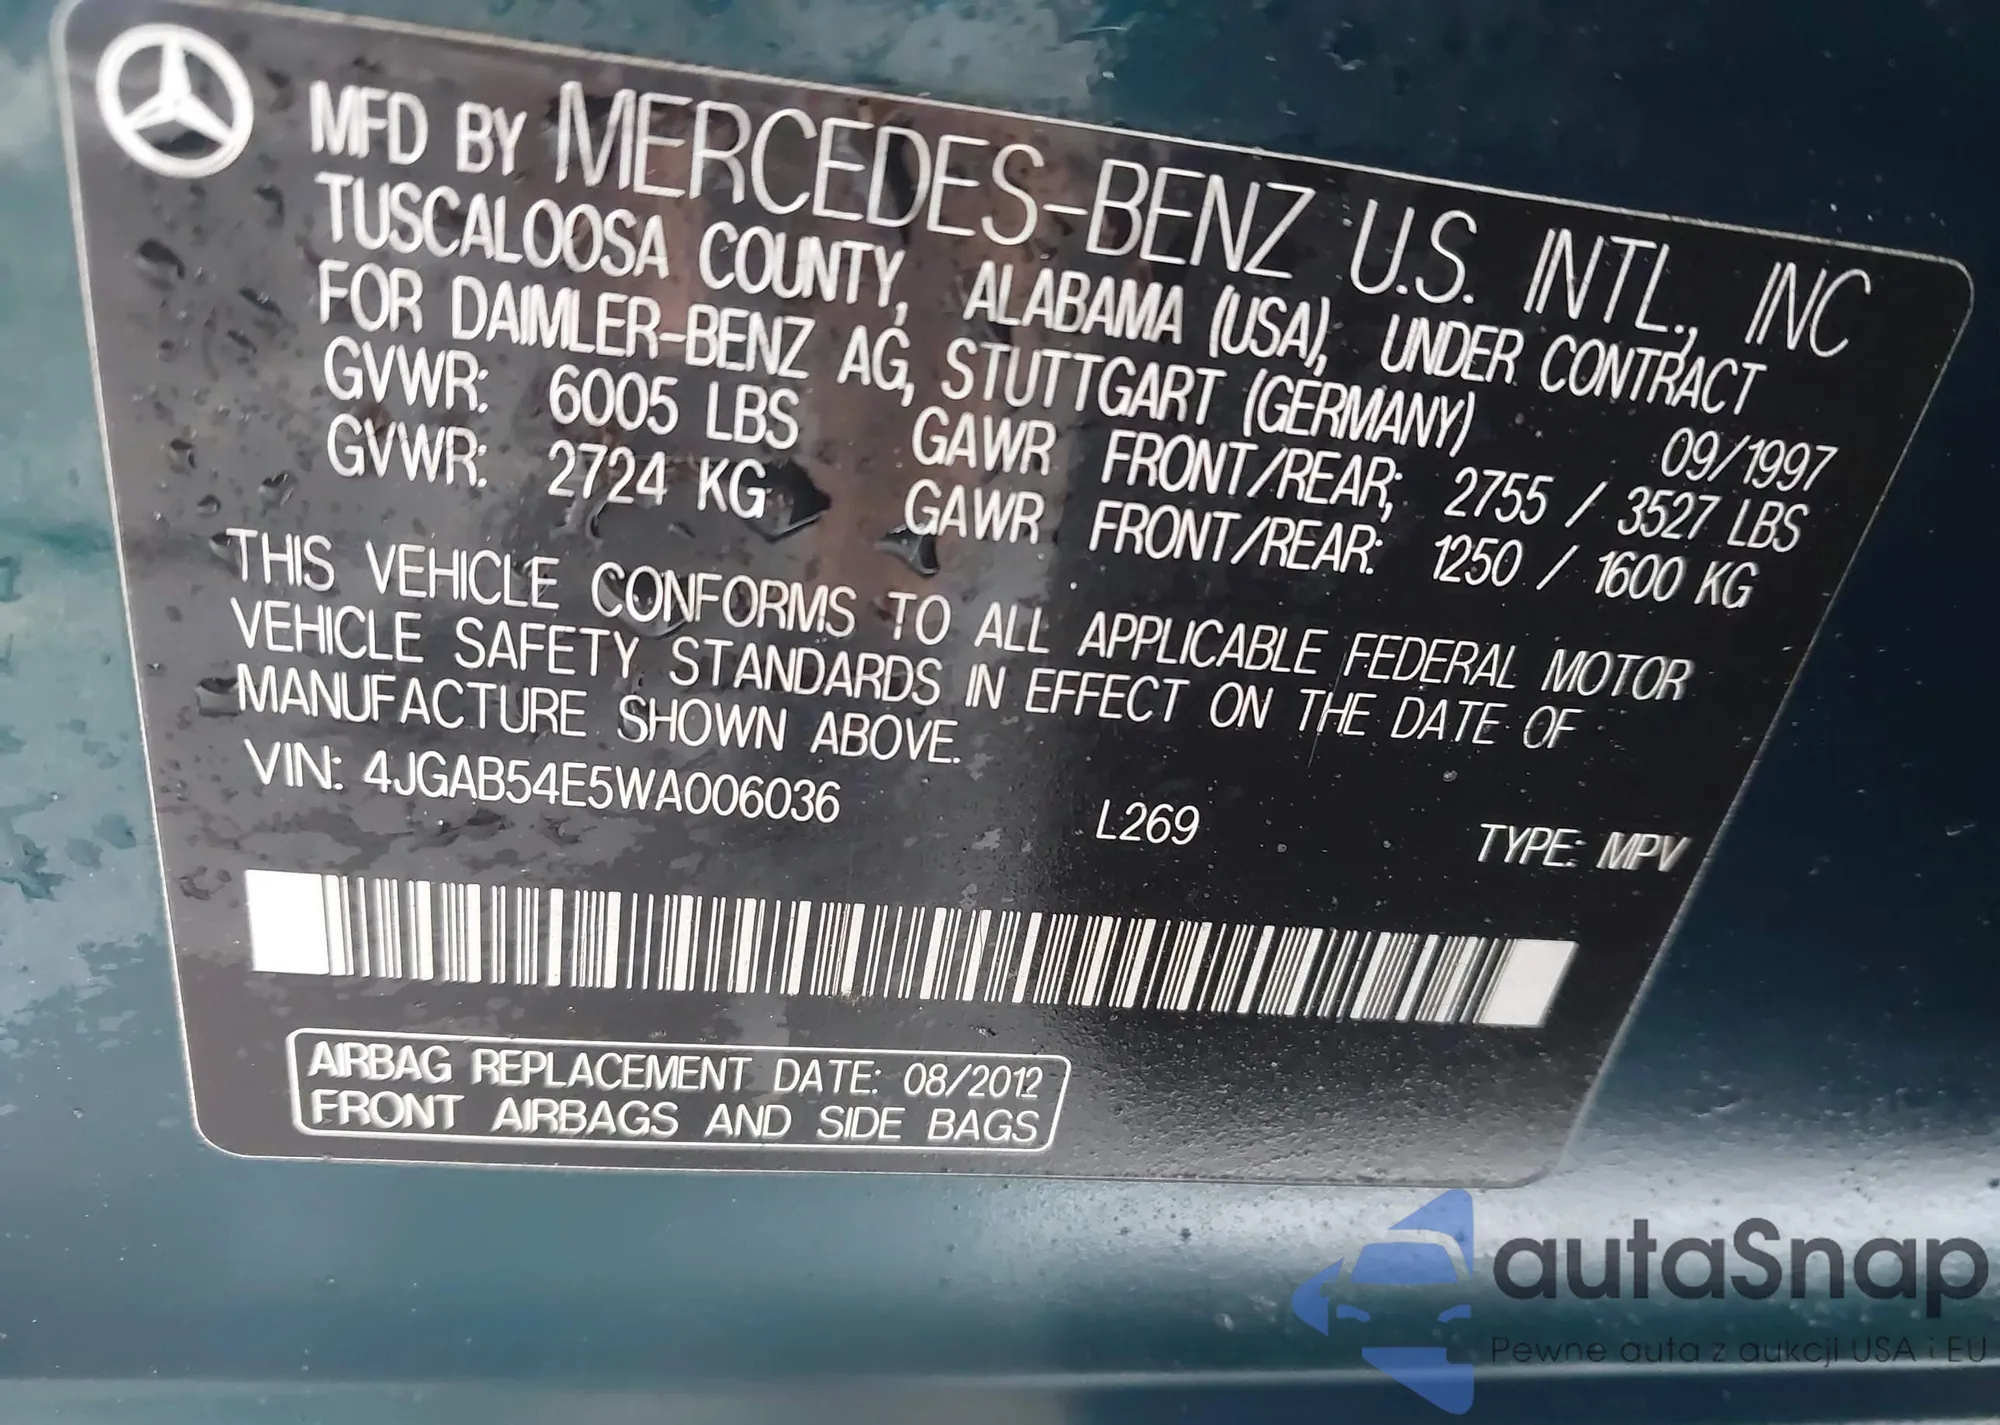 MFD BY MERCEDES-BENZ U.S. INTL., INC
TUSCALOOSA COUNTY, ALABAMA (USA), UNDER CONTRACT
FOR DAIMLER-BENZ AG, STUTTGART (GERMANY) 09/1997
GVWR: 6005 LBS GAWR FRONT/REAR; 2755 / 3527 LBS
GVWR: 2724 KG GAWR FRONT/REAR: 1250 / 1600 KG
THIS VEHICLE CONFORMS TO ALL APPLICABLE FEDERAL MOTOR
VEHICLE SAFETY STANDARDS IN EFFECT ON THE DATE OF
MANUFACTURE SHOWN ABOVE.
VIN: 4JGAB54E5WA006036 L269 TYPE: MPV
AIRBAG REPLACEMENT DATE: 08/2012
FRONT AIRBAGS AND SIDE BAGS
autaSnap
Pewne auta z aukcji USA i EU